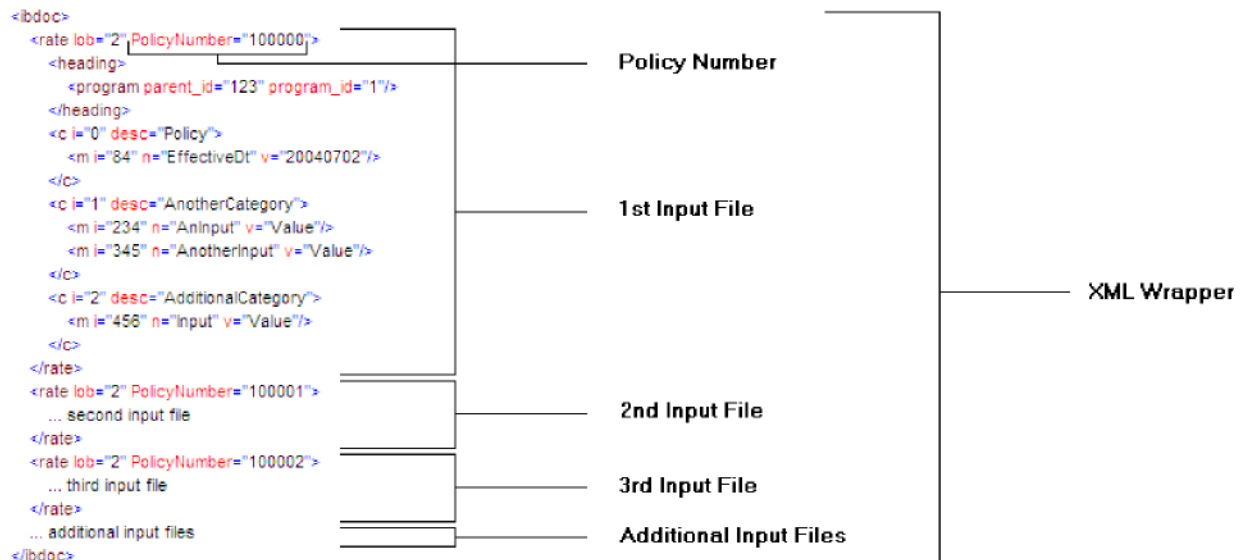 <ibdoc>
<rate lob="2" PolicyNumber="100000">
Policy Number
<heading>
<program parent_id="123" program_id="1"/>
</heading>
<c i="0" desc="Policy">
<m i="84" n="EffectiveDt" v="20040702"/>
</c>
<c i="1" desc="AnotherCategory">
1st Input File
<m i="234" n="AnInput" v="Value"/>
<m i="345" n="AnotherInput" v="Value"/>
</c>
XML Wrapper
<c i="2" desc="AdditionalCategory">
<m i="456" n="Input" v="Value"/>
</c>
</rate>
<rate lob="2" PolicyNumber="100001">
... second input file
2nd Input File
</rate>
<rate lob="2" PolicyNumber="100002">
... third input file
3rd Input File
</rate>
... additional input files
Additional Input Files
</ibdoc>